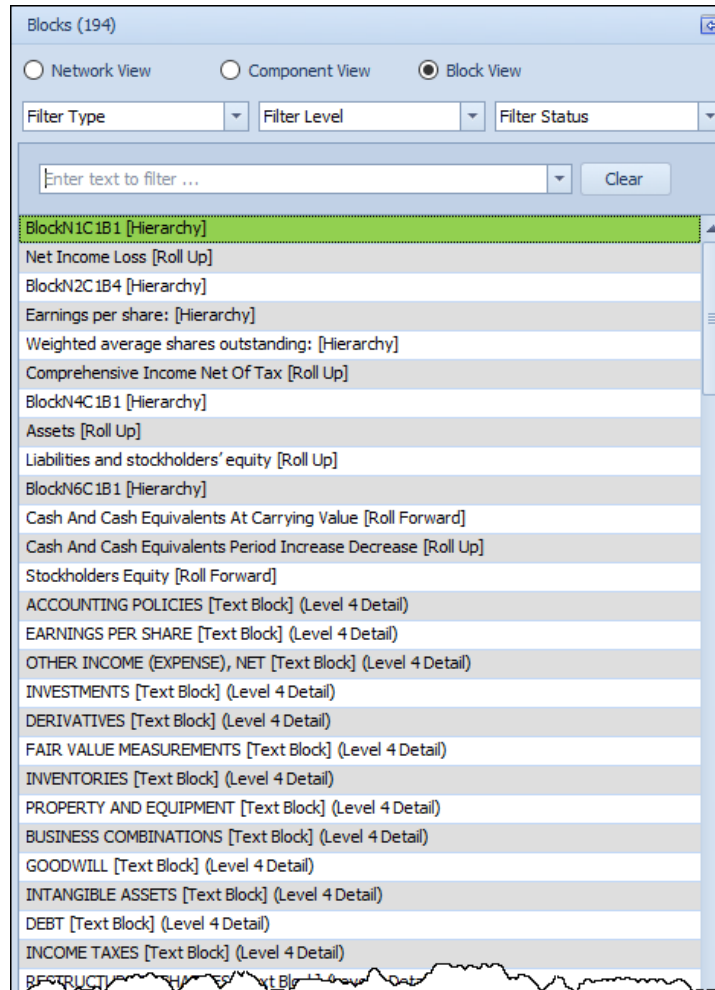 Blocks (194)
Network View Component View Block View
Filter Type Filter Level Filter Status
Enter text to filter ... Clear
BlockN1C1B1 [Hierarchy]
Net Income Loss [Roll Up]
BlockN2C1B4 [Hierarchy]
Earnings per share: [Hierarchy]
Weighted average shares outstanding: [Hierarchy]
Comprehensive Income Net Of Tax [Roll Up]
BlockN4C1B1 [Hierarchy]
Assets [Roll Up]
Liabilities and stockholders’ equity [Roll Up]
BlockN6C1B1 [Hierarchy]
Cash And Cash Equivalents At Carrying Value [Roll Forward]
Cash And Cash Equivalents Period Increase Decrease [Roll Up]
Stockholders Equity [Roll Forward]
ACCOUNTING POLICIES [Text Block] (Level 4 Detail)
EARNINGS PER SHARE [Text Block] (Level 4 Detail)
OTHER INCOME (EXPENSE), NET [Text Block] (Level 4 Detail)
INVESTMENTS [Text Block] (Level 4 Detail)
DERIVATIVES [Text Block] (Level 4 Detail)
FAIR VALUE MEASUREMENTS [Text Block] (Level 4 Detail)
INVENTORIES [Text Block] (Level 4 Detail)
PROPERTY AND EQUIPMENT [Text Block] (Level 4 Detail)
BUSINESS COMBINATIONS [Text Block] (Level 4 Detail)
GOODWILL [Text Block] (Level 4 Detail)
INTANGIBLE ASSETS [Text Block] (Level 4 Detail)
DEBT [Text Block] (Level 4 Detail)
INCOME TAXES [Text Block] (Level 4 Detail)